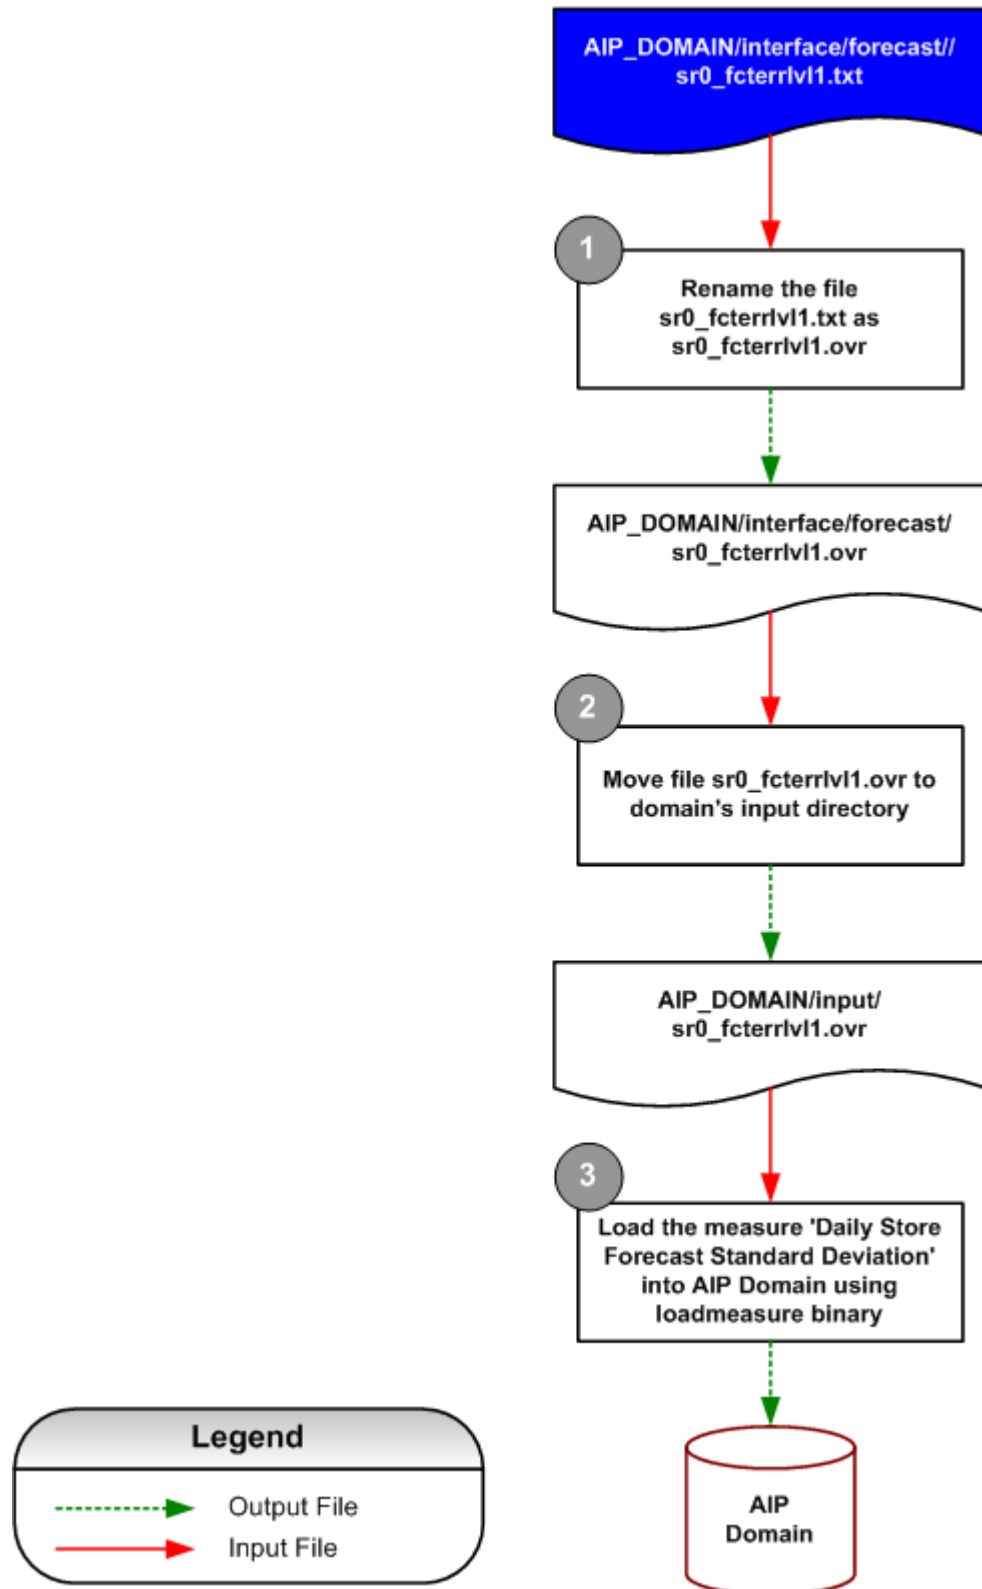 AIP_DOMAIN/interface/forecast//
sr0_fcterrlvl1.txt
1
Rename the file
sr0_fcterrlvl1.txt as
sr0_fcterrlvl1.ovr
AIP_DOMAIN/interface/forecast/
sr0_fcterrlvl1.ovr
2
Move file sr0_fcterrlvl1.ovr to
domain's input directory
AIP_DOMAIN/input/
sr0_fcterrlvl1.ovr
3
Load the measure 'Daily Store
Forecast Standard Deviation'
into AIP Domain using
loadmeasure binary
AIP
Domain
Legend
Output File
Input File